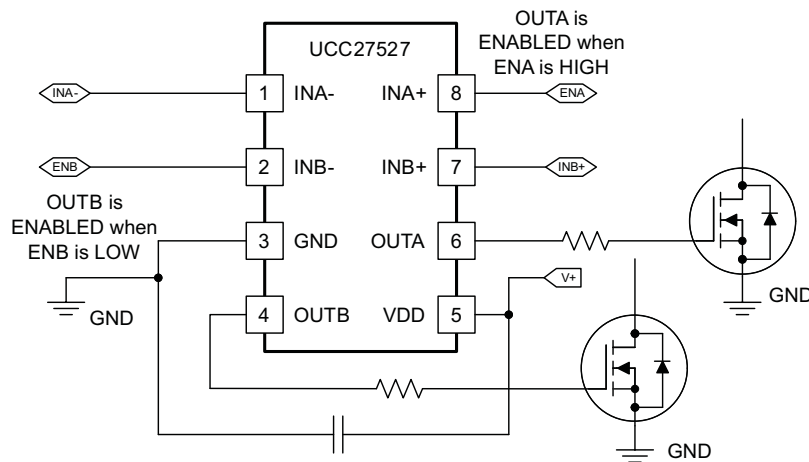 OUTA is
ENABLED when
ENA is HIGH
UCC27527
INA-
1
INA-
INA+
8
ENA
ENB
2
INB-
INB+
7
INB+
OUTB is
ENABLED when
ENB is LOW
3
GND
OUTA
6
GND
GND
V+
4
OUTB
VDD
5
GND